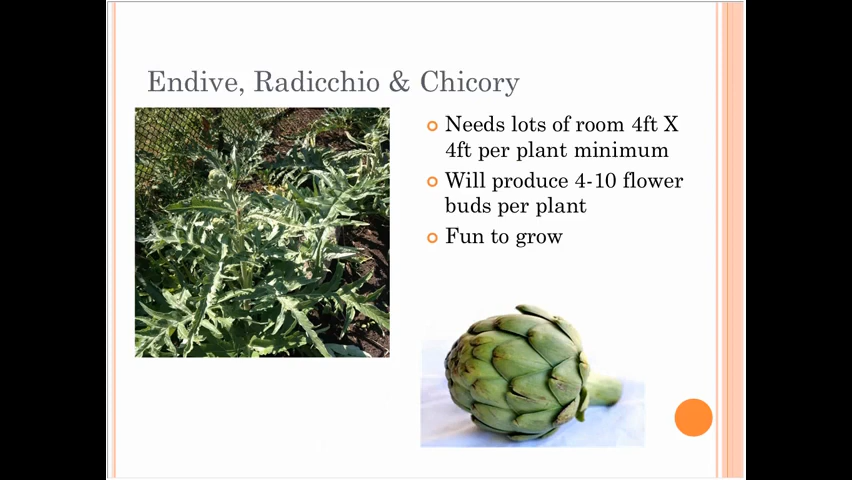 Endive, Radicchio & Chicory
Needs lots of room 4ft X
4ft per plant minimum
Will produce 4-10 flower
buds per plant
Fun to grow